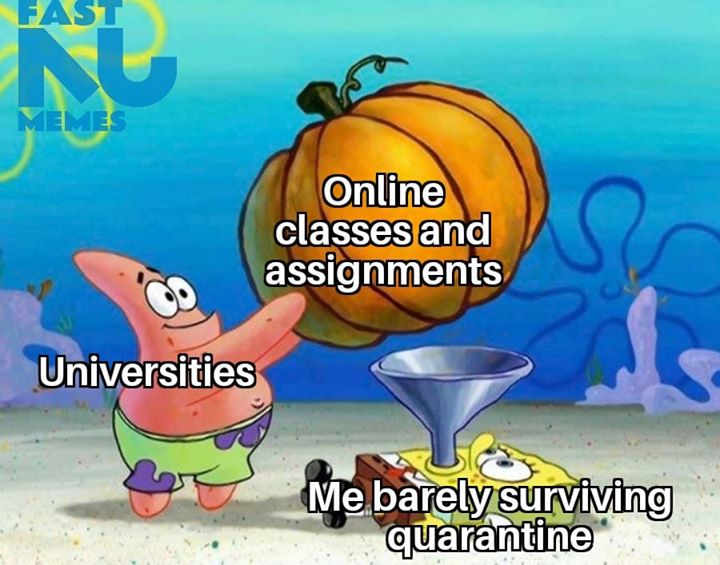 FAST
NU
MEMES
Online
classes and
assignments
Universities
Me barely surviving
quarantine